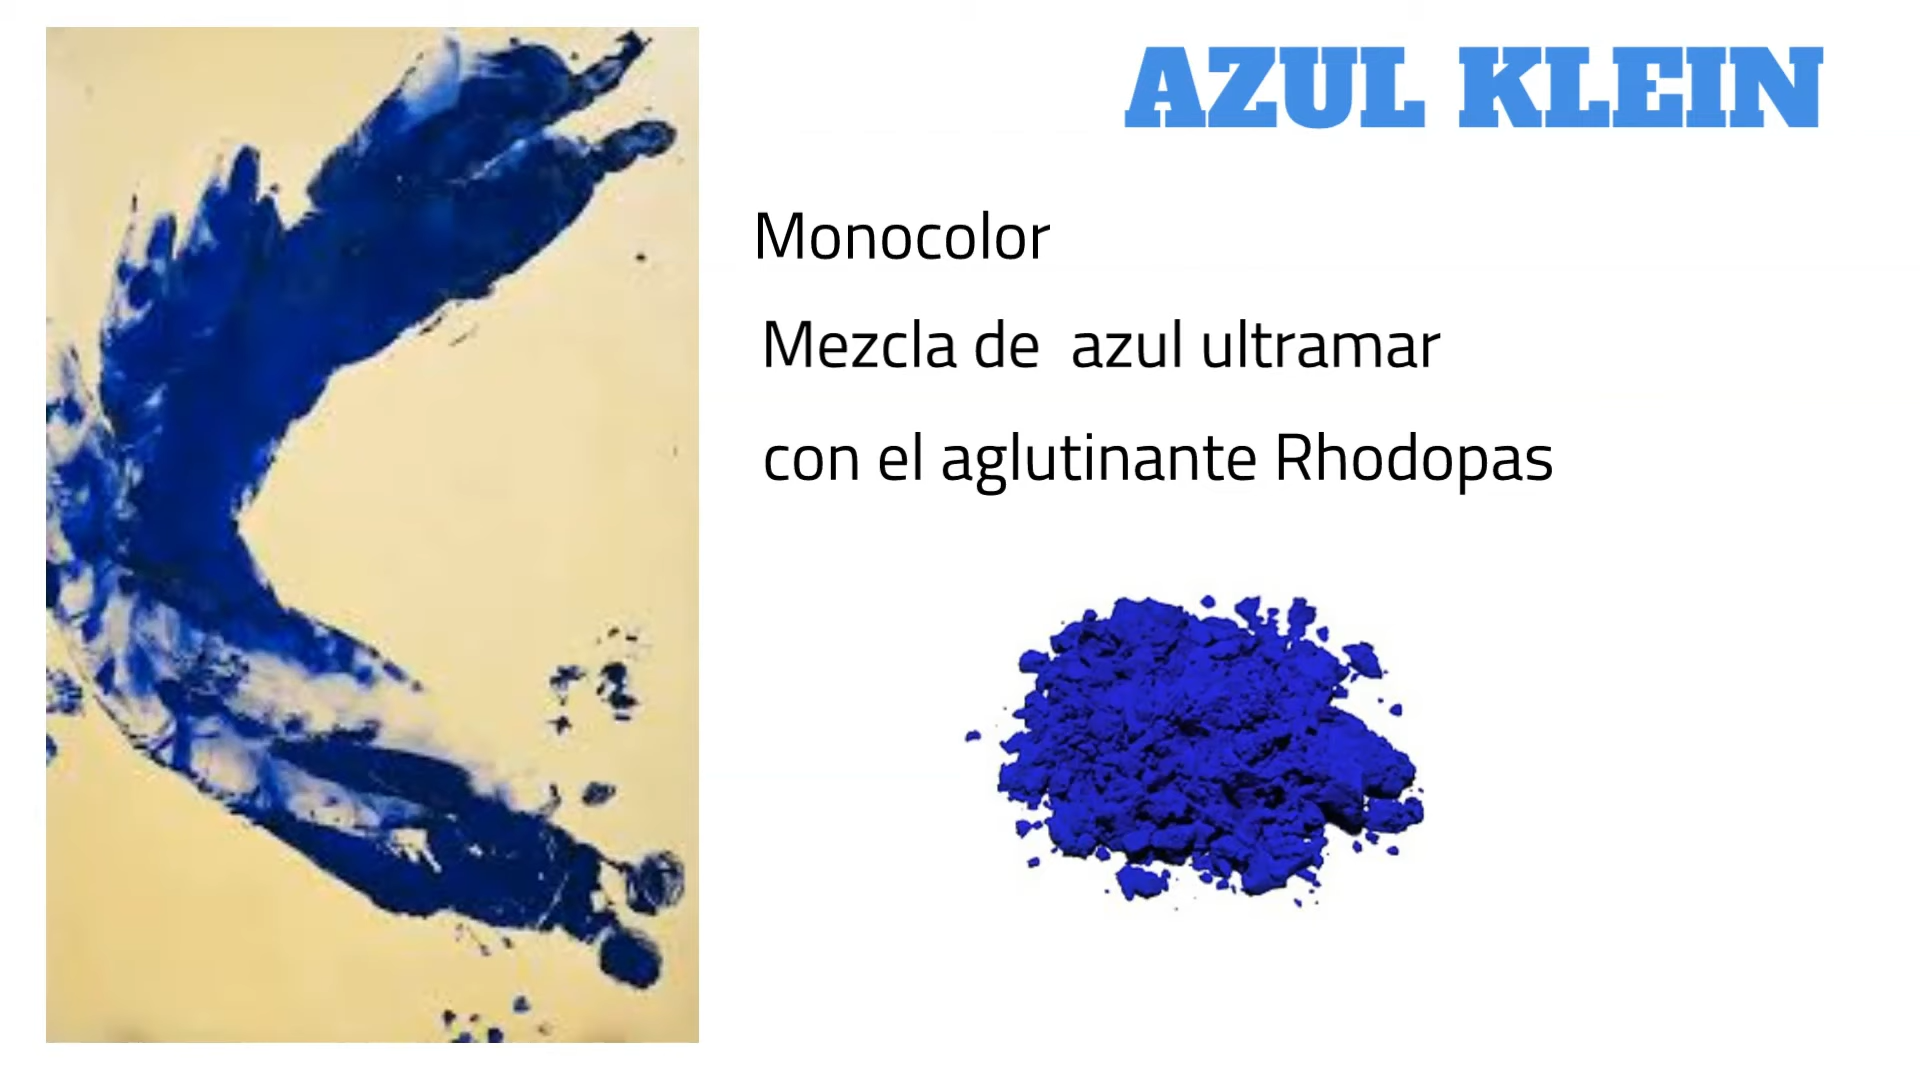 AZUL KLEIN
Monocolor
Mezcla de azul ultramar
con el aglutinante Rhodopas